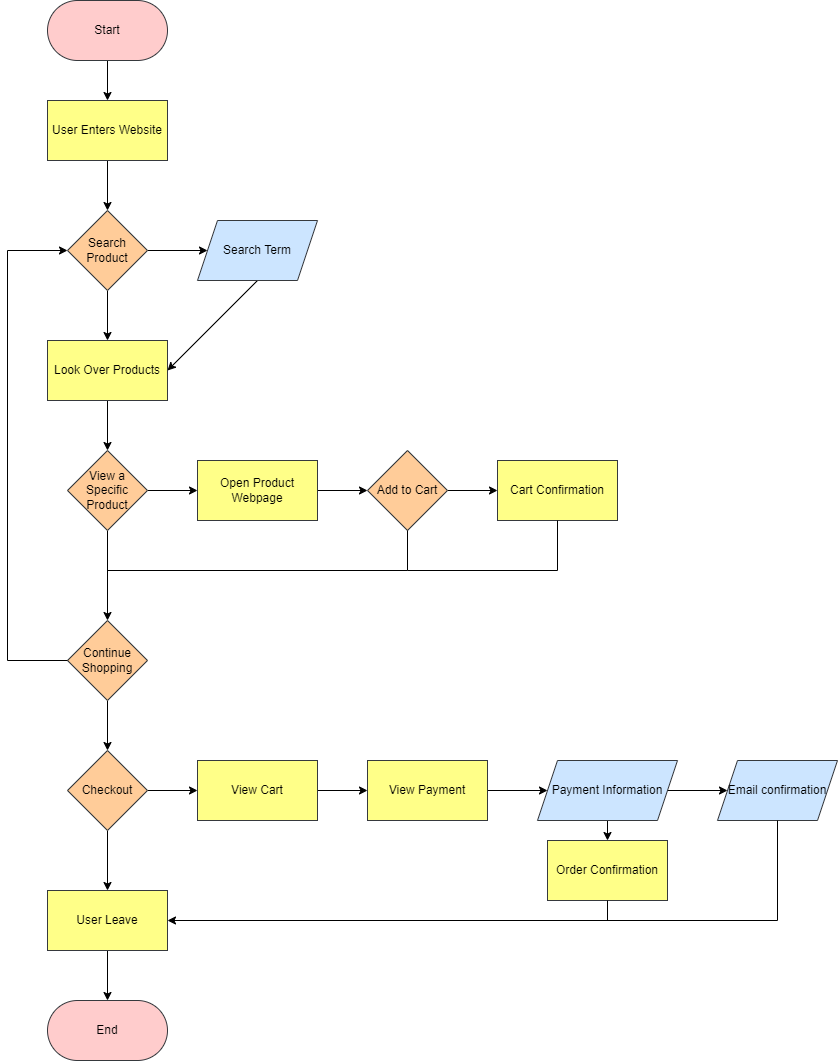 Start
User Enters Website
Search
Product
Search Term
Look Over Products
View a
Specific
Product
Open Product
Webpage
Add to Cart
Cart Confirmation
Continue
Shopping
Checkout
View Cart
View Payment
Payment Information
Email confirmation
Order Confirmation
User Leave
End